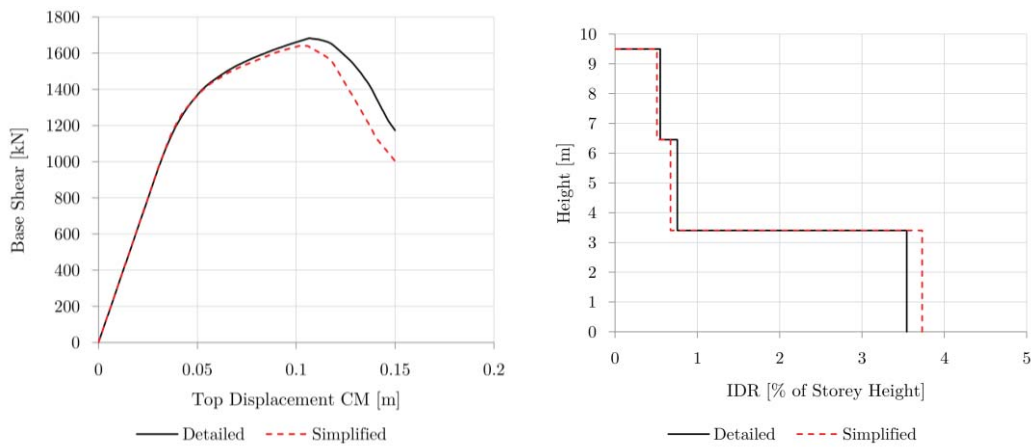 1800
1600
1400
1200
1000
800
600
400
200
0
Base Shear [kN]
0 0.05 0.1 0.15 0.2
Top Displacement CM [m]
Detailed Simplified
10
9
8
7
6
5
4
3
2
1
0
Height [m]
0 1 2 3 4 5
IDR [% of Storey Height]
Detailed Simplified